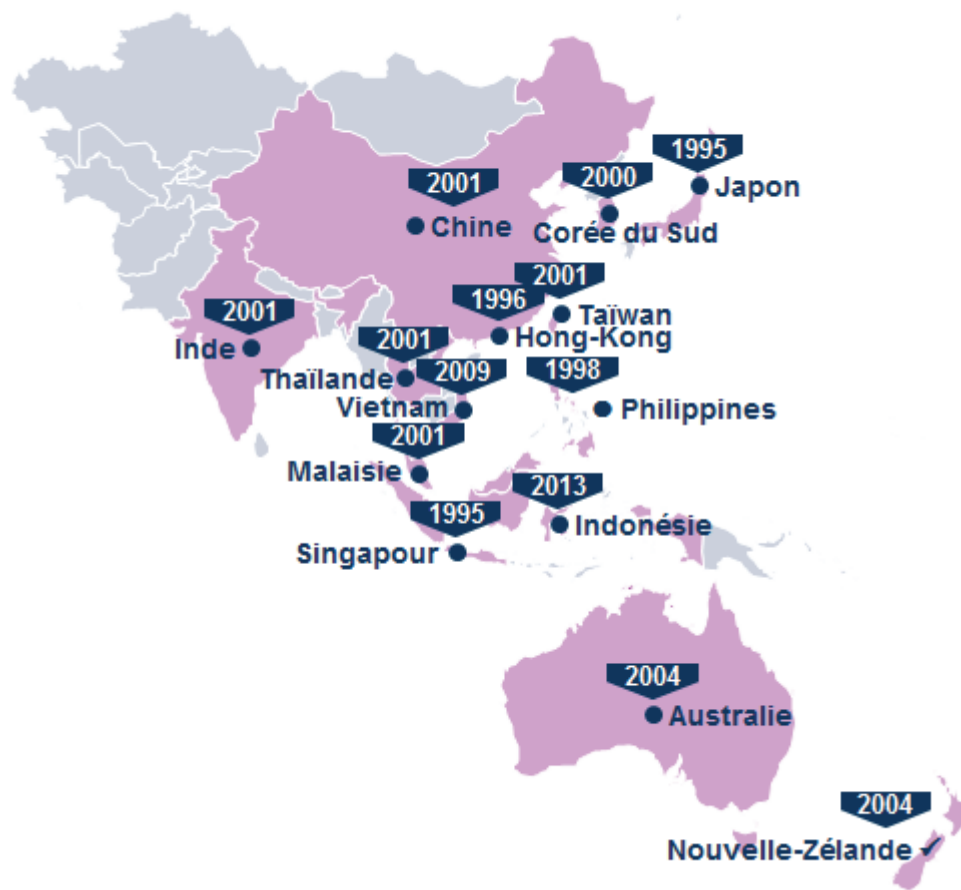 1995
Japon
2000
Corée du Sud
2001
Chine
2001
Taïwan
1996
Hong-Kong
2001
Inde
2001
Thaïlande
2009
Vietnam
1998
Philippines
2001
Malaisie
2013
Indonésie
1995
Singapour
2004
Australie
2004
Nouvelle-Zélande